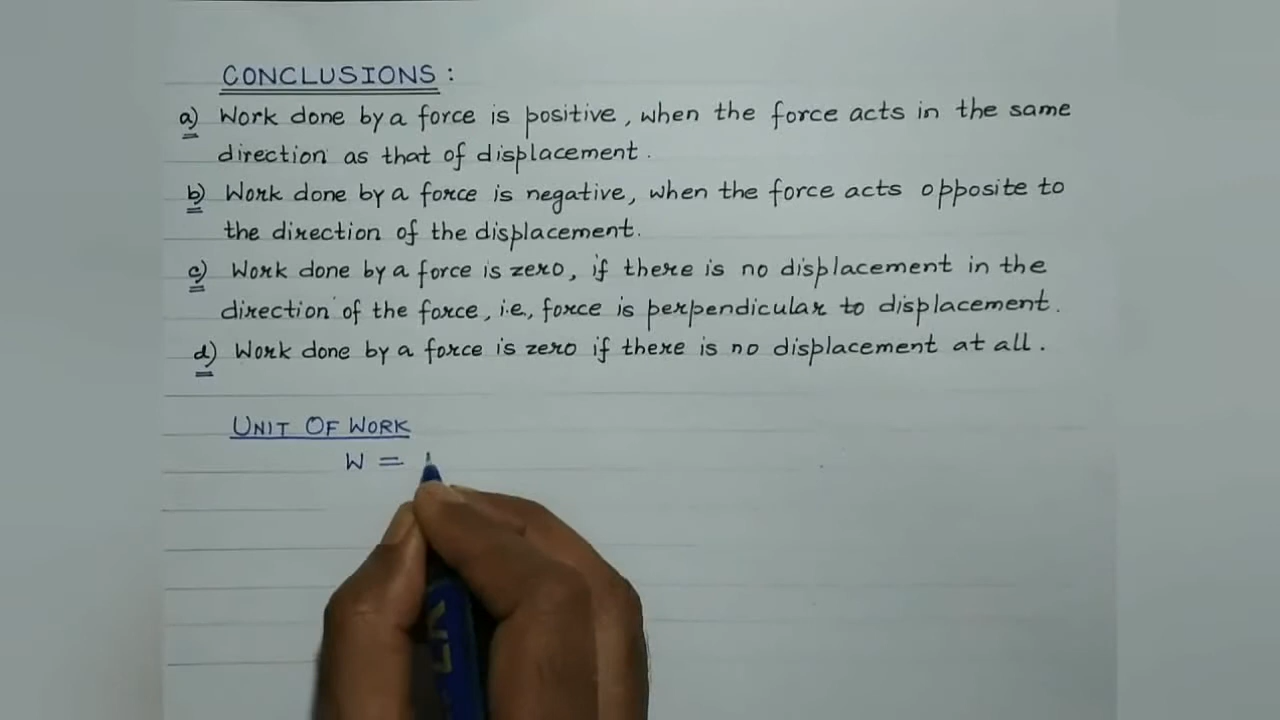 CONCLUSIONS :
a) Work done by a force is positive, when the force acts in the same
direction as that of displacement.
b) Work done by a force is negative, when the force acts opposite to
the direction of the displacement.
c) Work done by a force is zero, if there is no displacement in the
direction of the force, i.e., force is perpendicular to displacement.
d) Work done by a force is zero if there is no displacement at all.
UNIT OF WORK
W =
V7